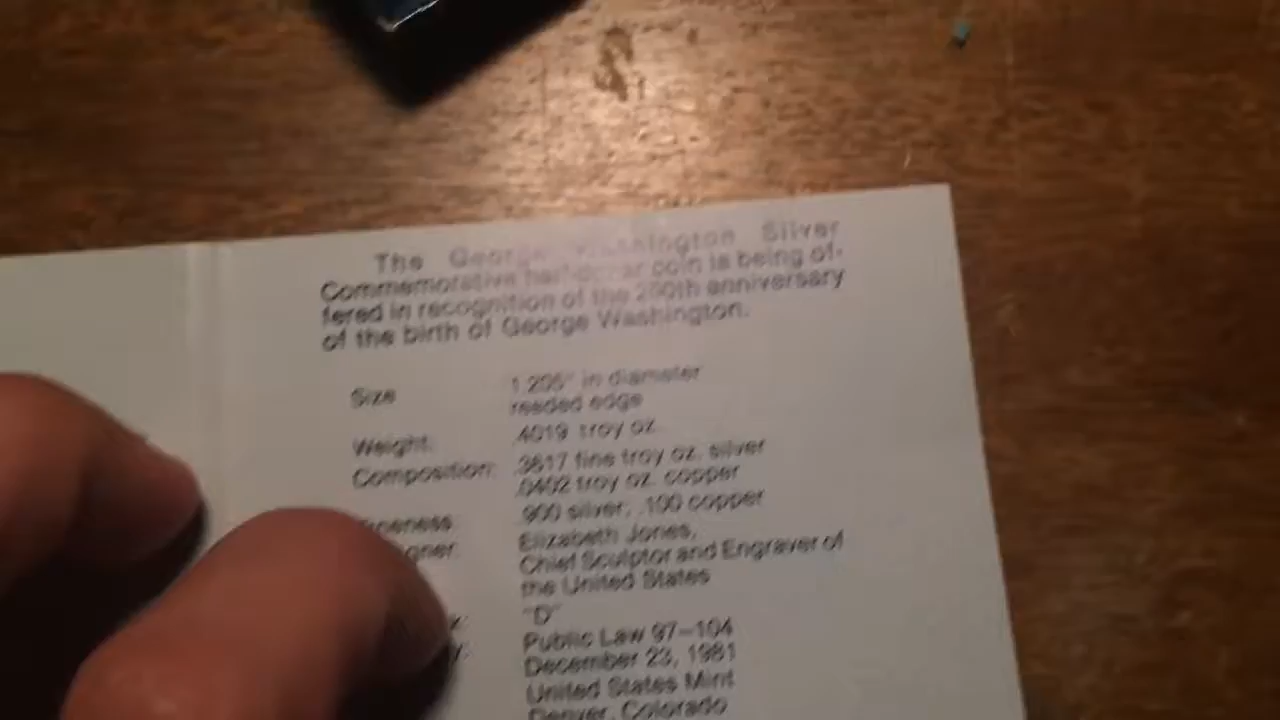 The George Washington Silver
Commemorative half-dollar coin is being of-
fered in recognition of the 250th anniversary
of the birth of George Washington.
Size 1.205" in diameter
reeded edge
Weight: .4019 troy oz.
Composition: .3617 fine troy oz. silver
.0402 troy oz. copper
Fineness .900 silver, .100 copper
Elizabeth Jones,
Chief Sculptor and Engraver of
the United States
"D"
Public Law 97-104
December 23, 1981
United States Mint
Denver, Colorado